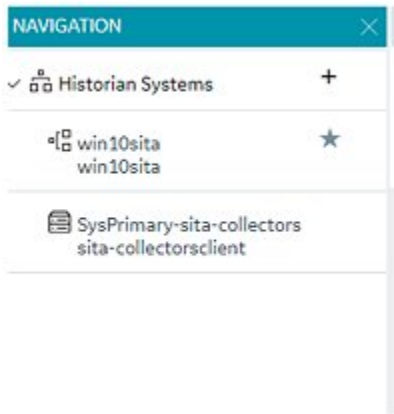 NAVIGATION
Historian Systems
win10sita
win10sita
SysPrimary-sita-collectors
sita-collectorsclient